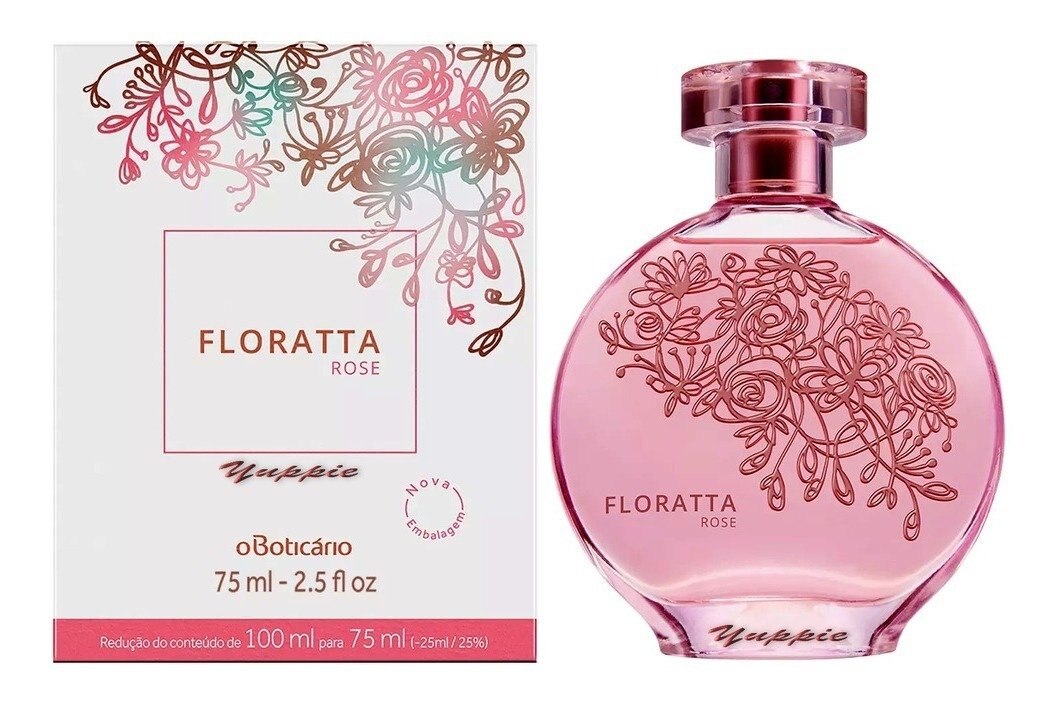 FLORATTA
ROSE
Yuppie
Nova
Embalagem
oBoticário
75 ml - 2.5 fl oz
Redução do conteúdo de 100 ml para 75 ml (-25ml / 25%)
FLORATTA
ROSE
Yuppie